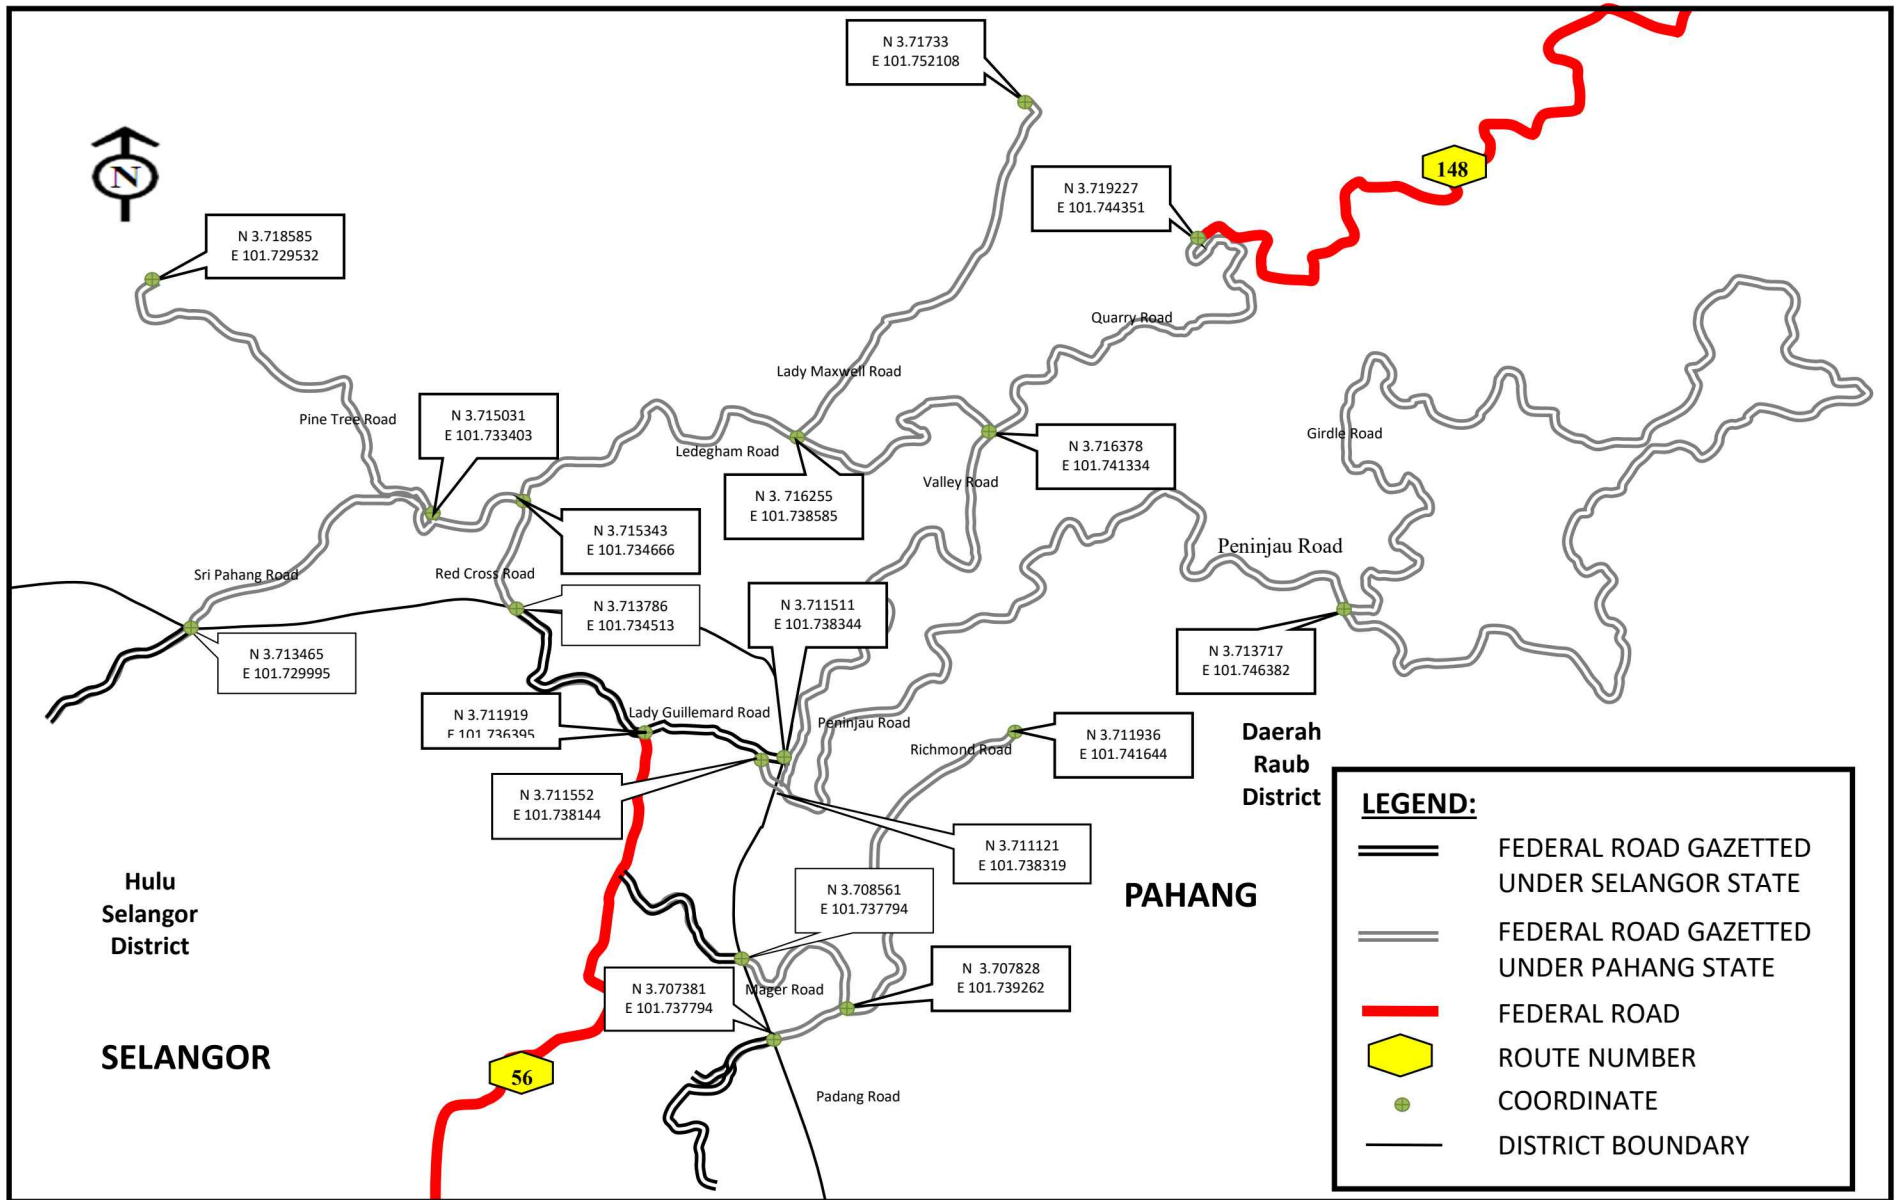 N 3.71733
E 101.752108
148
N 3.719227
E 101.744351
N
N 3.718585
E 101.729532
Quarry Road
Lady Maxwell Road
Pine Tree Road
N 3.715031
E 101.733403
Girdle Road
Ledegham Road
N 3.716378
E 101.741334
Valley Road
N 3. 716255
E 101.738585
N 3.715343
E 101.734666
Peninjau Road
Sri Pahang Road
Red Cross Road
N 3.713786
E 101.734513
N 3.711511
E 101.738344
N 3.713465
E 101.729995
N 3.713717
E 101.746382
N 3.711919
E 101.736395
Lady Guillemard Road
Peninjau Road
Richmond Road
N 3.711936
E 101.741644
Daerah
Raub
District
N 3.711552
E 101.738144
N 3.711121
E 101.738319
Hulu
Selangor
District
N 3.708561
E 101.737794
PAHANG
N 3.707381
E 101.737794
Mager Road
N 3.707828
E 101.739262
SELANGOR
56
Padang Road
LEGEND:
FEDERAL ROAD GAZETTED
UNDER SELANGOR STATE
FEDERAL ROAD GAZETTED
UNDER PAHANG STATE
FEDERAL ROAD
ROUTE NUMBER
COORDINATE
DISTRICT BOUNDARY